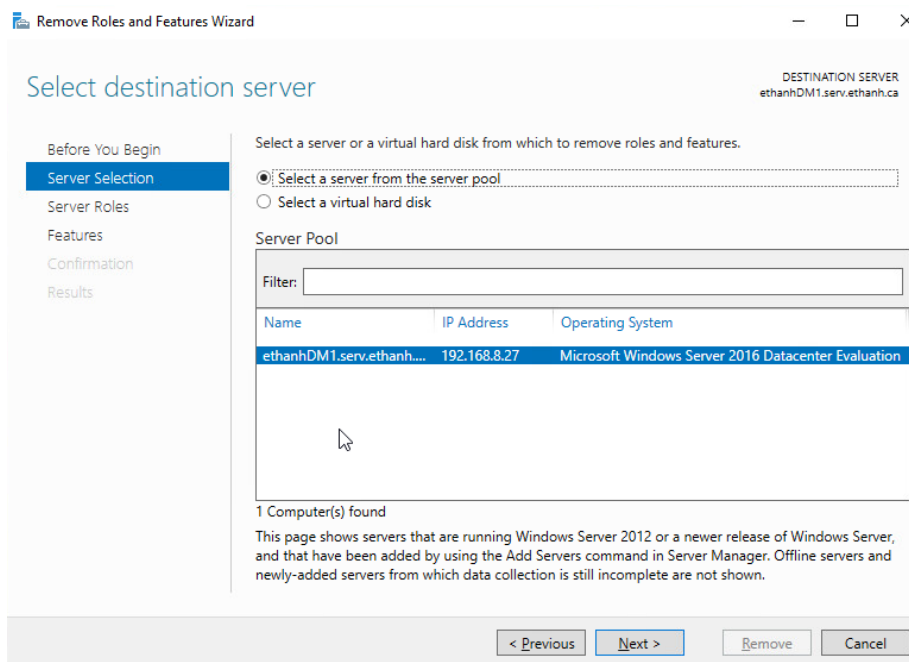 Remove Roles and Features Wizard
Select destination server
DESTINATION SERVER
ethanhDM1.serv.ethanh.ca
Before You Begin
Server Selection
Server Roles
Features
Confirmation
Results
Select a server or a virtual hard disk from which to remove roles and features.
Select a server from the server pool
Select a virtual hard disk
Server Pool
Filter:
Name IP Address Operating System
ethanhDM1.serv.ethanh.... 192.168.8.27 Microsoft Windows Server 2016 Datacenter Evaluation
1 Computer(s) found
This page shows servers that are running Windows Server 2012 or a newer release of Windows Server,
and that have been added by using the Add Servers command in Server Manager. Offline servers and
newly-added servers from which data collection is still incomplete are not shown.
< Previous Next > Remove Cancel